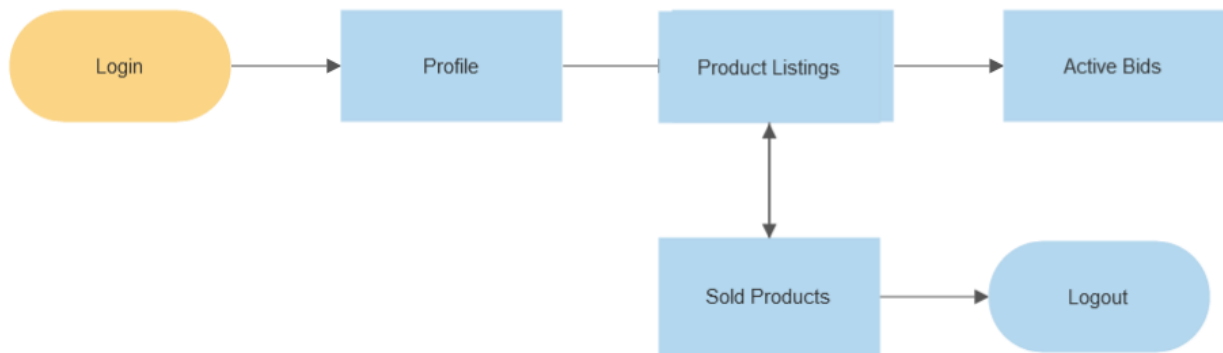 Login
Profile
Product Listings
Active Bids
Sold Products
Logout